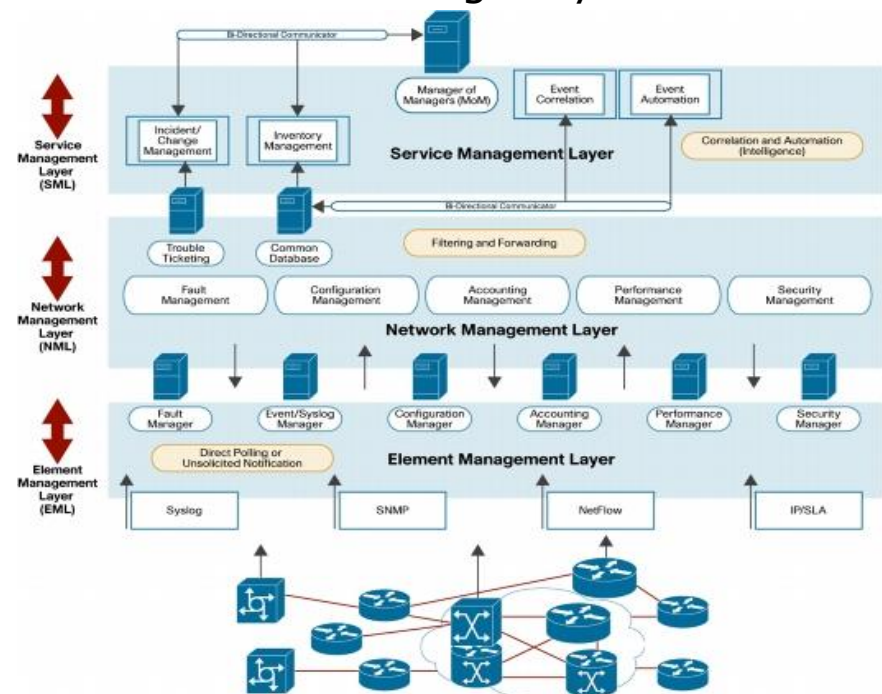 Bi-Directional Communicator
Manager of
Managers (MoM)
Event
Correlation
Event
Automation
Incident/
Change
Management
Inventory
Management
Service
Management
Layer
(SML)
Service Management Layer
Correlation and Automation
(Intelligence)
Bi-Directional Communicator
Trouble
Ticketing
Common
Database
Filtering and Forwarding
Fault
Management
Configuration
Management
Accounting
Management
Performance
Management
Security
Management
Network
Management
Layer
(NML)
Network Management Layer
Fault
Manager
Event/Syslog
Manager
Configuration
Manager
Accounting
Manager
Performance
Manager
Security
Manager
Direct Polling or
Unsolicited Notification
Element Management Layer
Element
Management
Layer
(EML)
Syslog
SNMP
NetFlow
IP/SLA